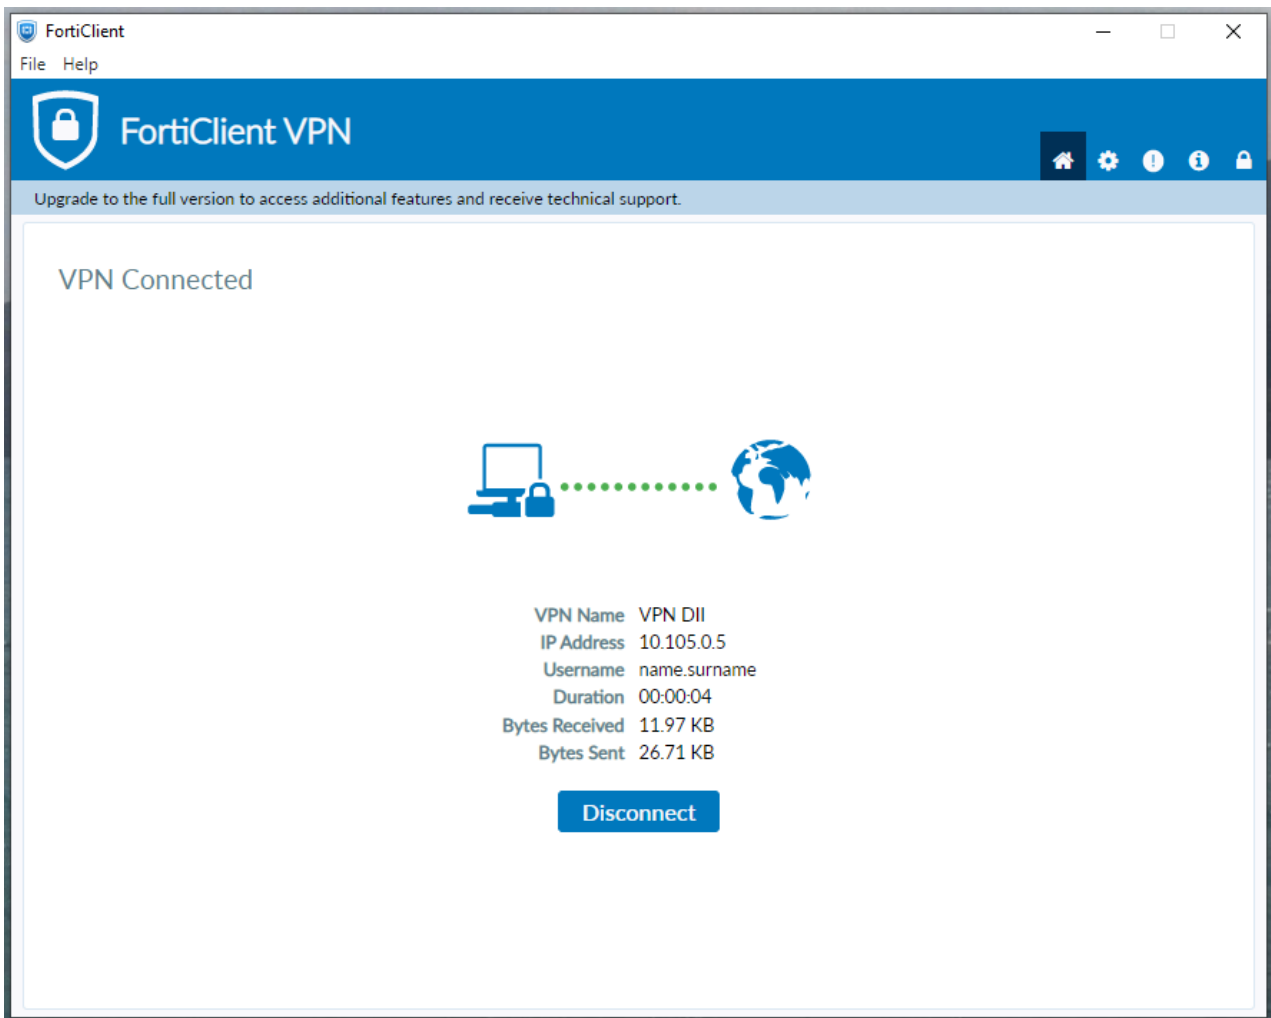 FortiClient
File Help
FortiClient VPN
Upgrade to the full version to access additional features and receive technical support.
VPN Connected
VPN Name VPN DII
IP Address 10.105.0.5
Username name.surname
Duration 00:00:04
Bytes Received 11.97 KB
Bytes Sent 26.71 KB
Disconnect